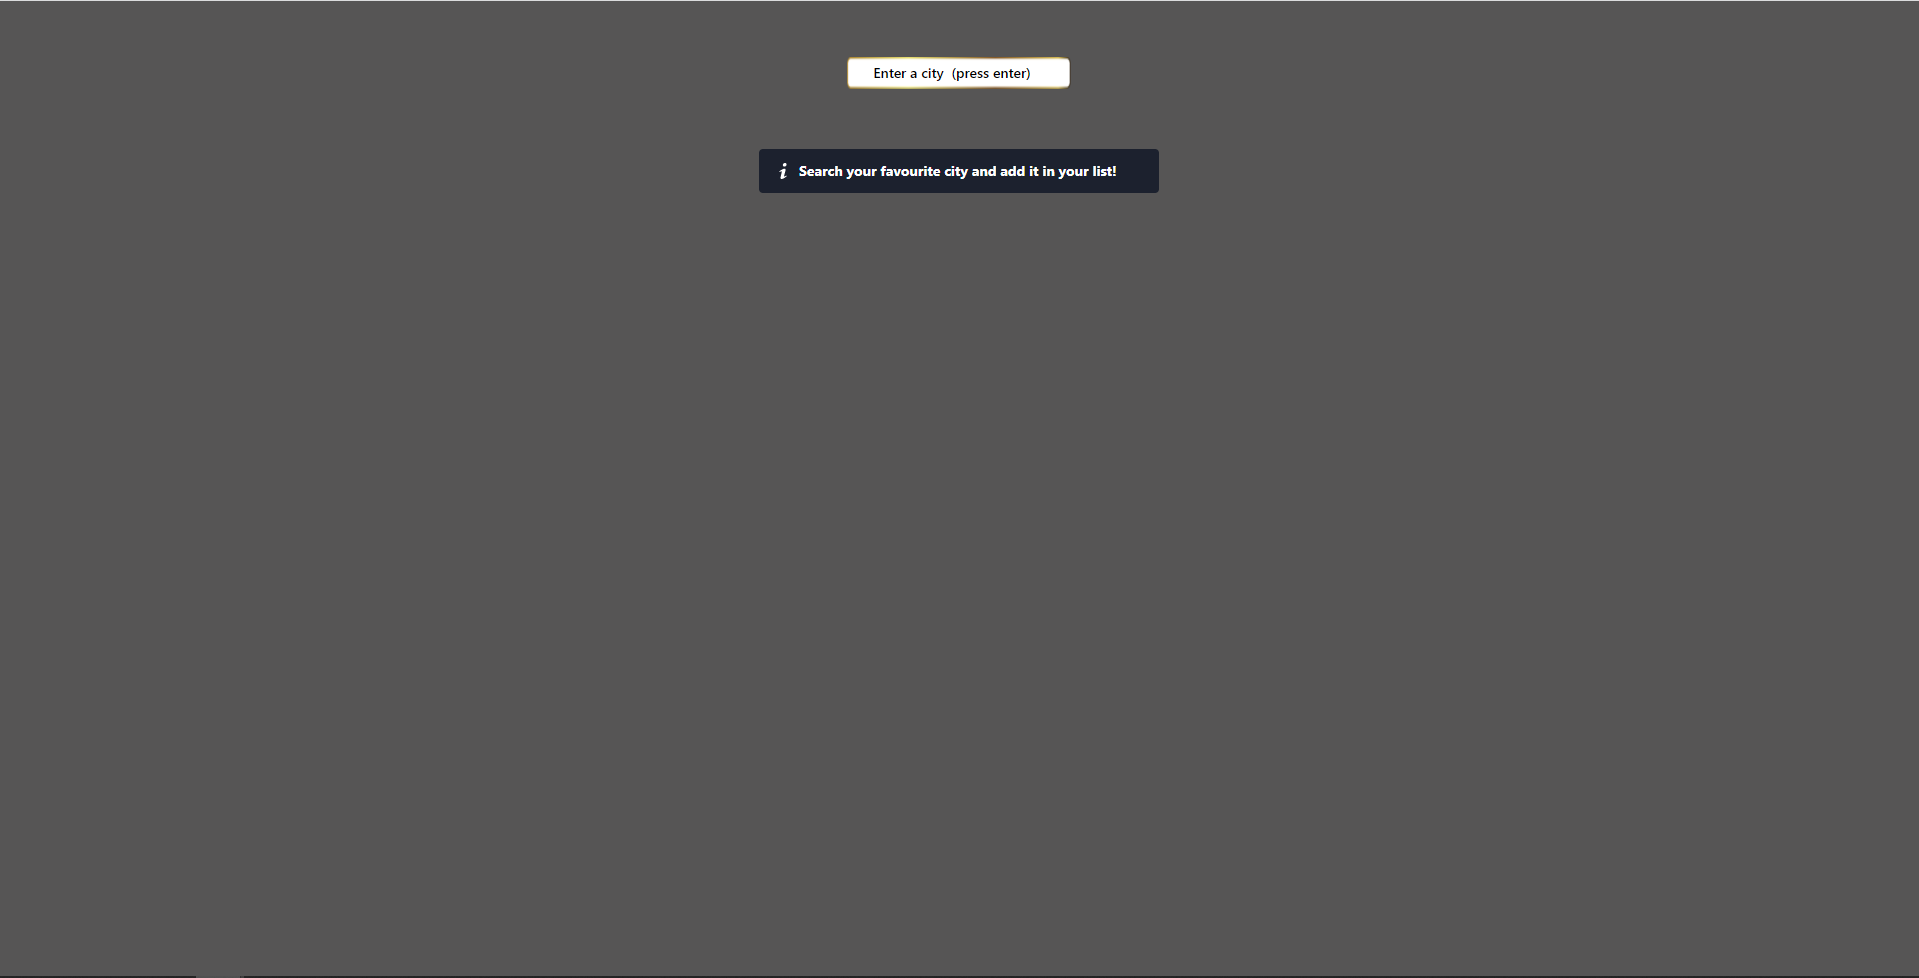 Enter a city  (press enter)
i Search your favourite city and add it in your list!